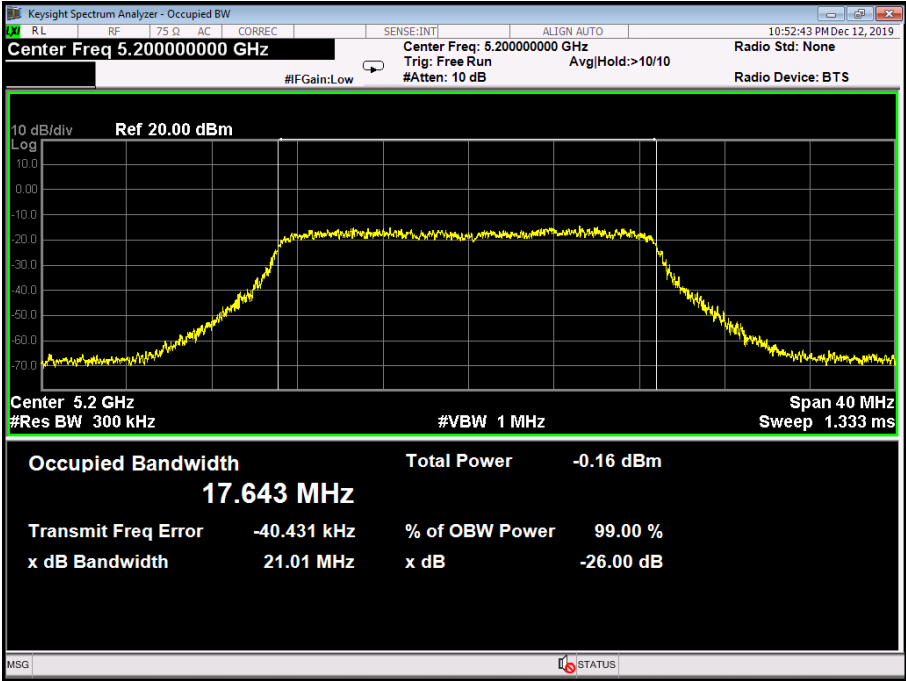 Keysight Spectrum Analyzer - Occupied BW
LXI RL RF 75 Ω AC CORREC SENSE:INT ALIGN AUTO 10:52:43 PM Dec 12, 2019
Center Freq 5.200000000 GHz Center Freq: 5.200000000 GHz Radio Std: None
Trig: Free Run Avg|Hold:>10/10
#IFGain:Low #Atten: 10 dB Radio Device: BTS
10 dB/div Ref 20.00 dBm
Log
10.0
0.00
-10.0
-20.0
-30.0
-40.0
-50.0
-60.0
-70.0
Center 5.2 GHz Span 40 MHz
#Res BW 300 kHz #VBW 1 MHz Sweep 1.333 ms
Occupied Bandwidth Total Power -0.16 dBm
17.643 MHz
Transmit Freq Error -40.431 kHz % of OBW Power 99.00 %
x dB Bandwidth 21.01 MHz x dB -26.00 dB
MSG STATUS